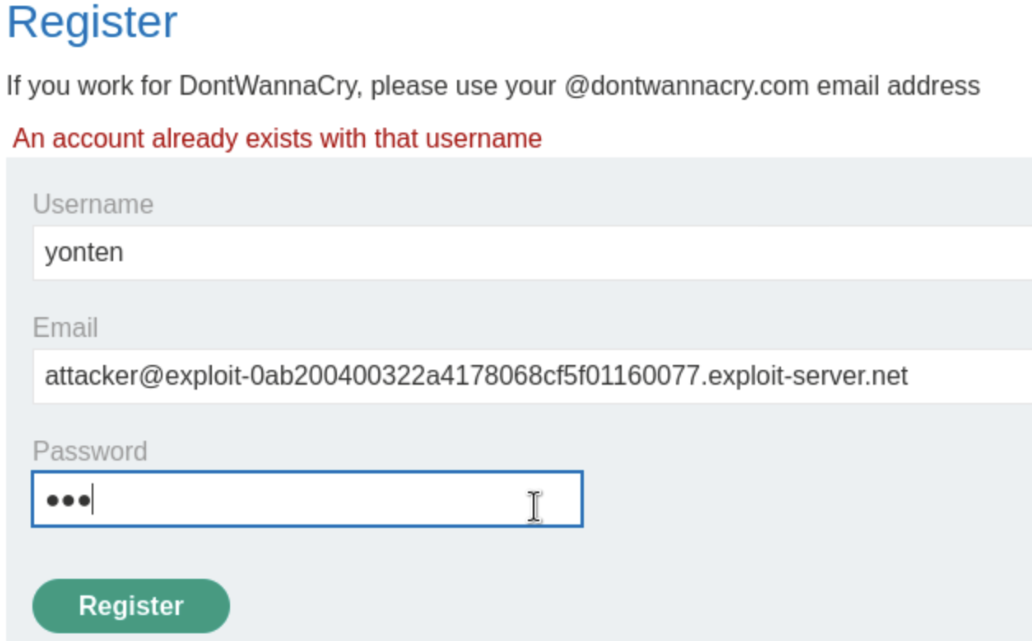 Register
If you work for DontWannaCry, please use your @dontwannacry.com email address
An account already exists with that username
Username
yonten
Email
attacker@exploit-0ab200400322a4178068cf5f01160077.exploit-server.net
Password
●●●
Register